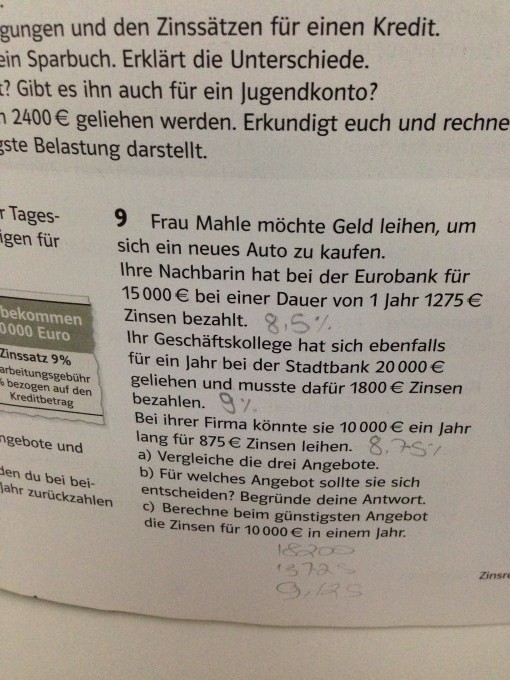 gungen und den Zinssätzen für einen Kredit.
ein Sparbuch. Erklärt die Unterschiede.
t? Gibt es ihn auch für ein Jugendkonto?
n 2400 € geliehen werden. Erkundigt euch und rechne
gste Belastung darstellt.
r Tages-
igen für
bekommen
0000 Euro
Zinssatz 9%
arbeitungsgebühr
% bezogen auf den
Kreditbetrag
ngebote und
den du bei bei-
Jahr zurückzahlen
9 Frau Mahle möchte Geld leihen, um
sich ein neues Auto zu kaufen.
Ihre Nachbarin hat bei der Eurobank für
15 000 € bei einer Dauer von 1 Jahr 1275 €
Zinsen bezahlt. 8,5%
Ihr Geschäftskollege hat sich ebenfalls
für ein Jahr bei der Stadtbank 20 000 €
geliehen und musste dafür 1800 € Zinsen
bezahlen. 9%
Bei ihrer Firma könnte sie 10 000 € ein Jahr
lang für 875 € Zinsen leihen. 8,75%
a) Vergleiche die drei Angebote.
b) Für welches Angebot sollte sie sich
entscheiden? Begründe deine Antwort.
c) Berechne beim günstigsten Angebot
die Zinsen für 10 000 € in einem Jahr.
18200
13725
9,125
Zinsre